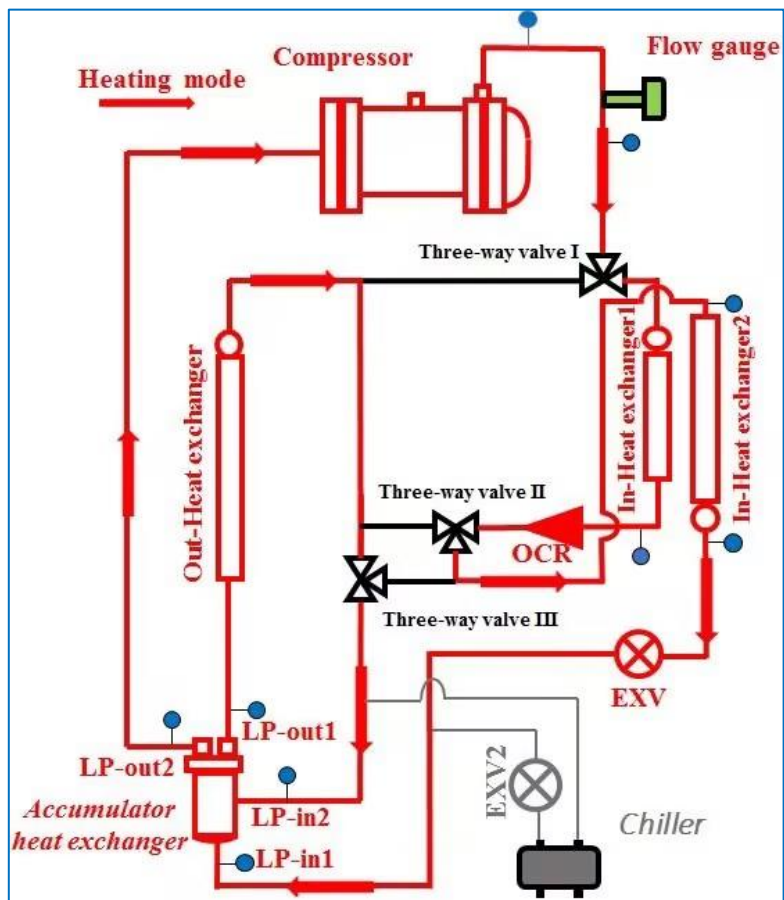 Compressor
Flow gauge
Heating mode
Three-way valve I
Out-Heat exchanger
In-Heat exchanger1
In-Heat exchanger2
Three-way valve II
OCR
Three-way valve III
EXV
LP-out1
LP-out2
EXV2
Accumulator
heat exchanger
LP-in2
Chiller
LP-in1